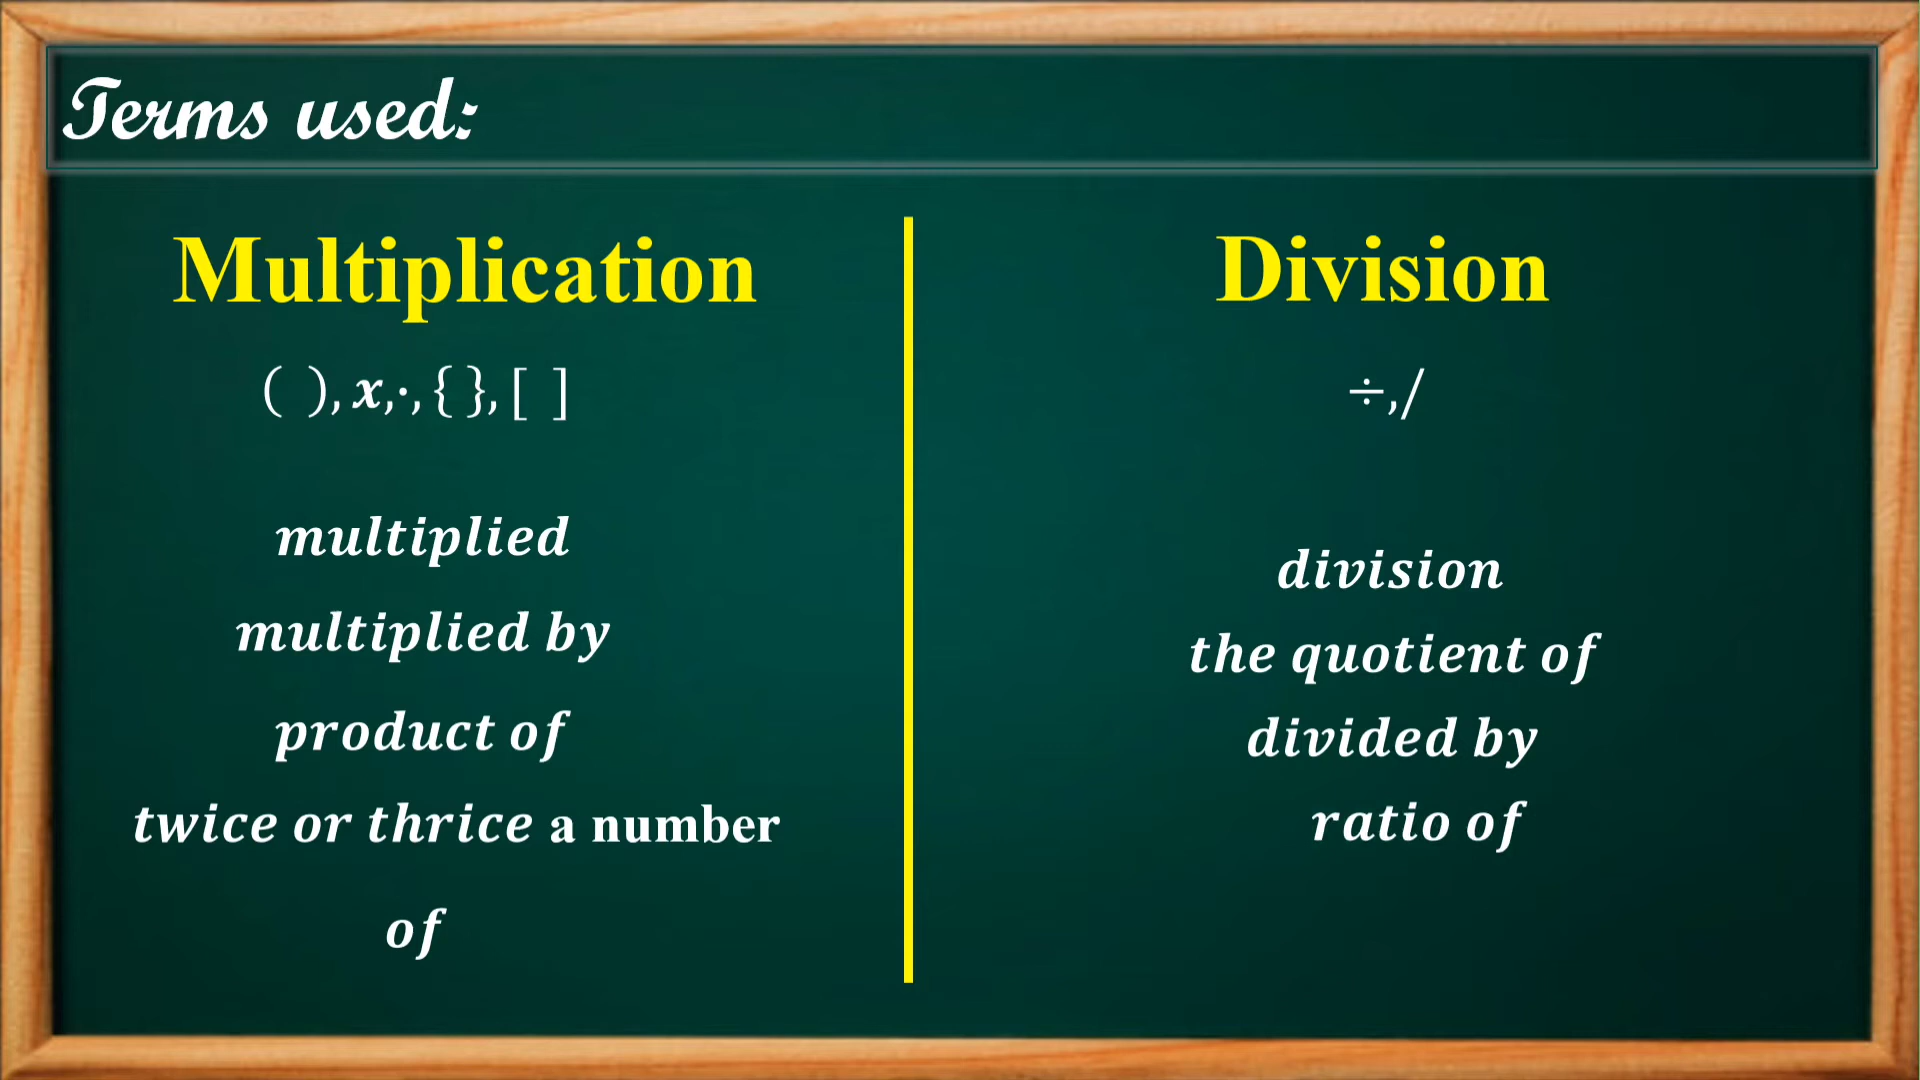 Terms used:
Multiplication
( ), x,·, { }, [ ]
multiplied
multiplied by
product of
twice or thrice a number
of
Division
÷,/
division
the quotient of
divided by
ratio of